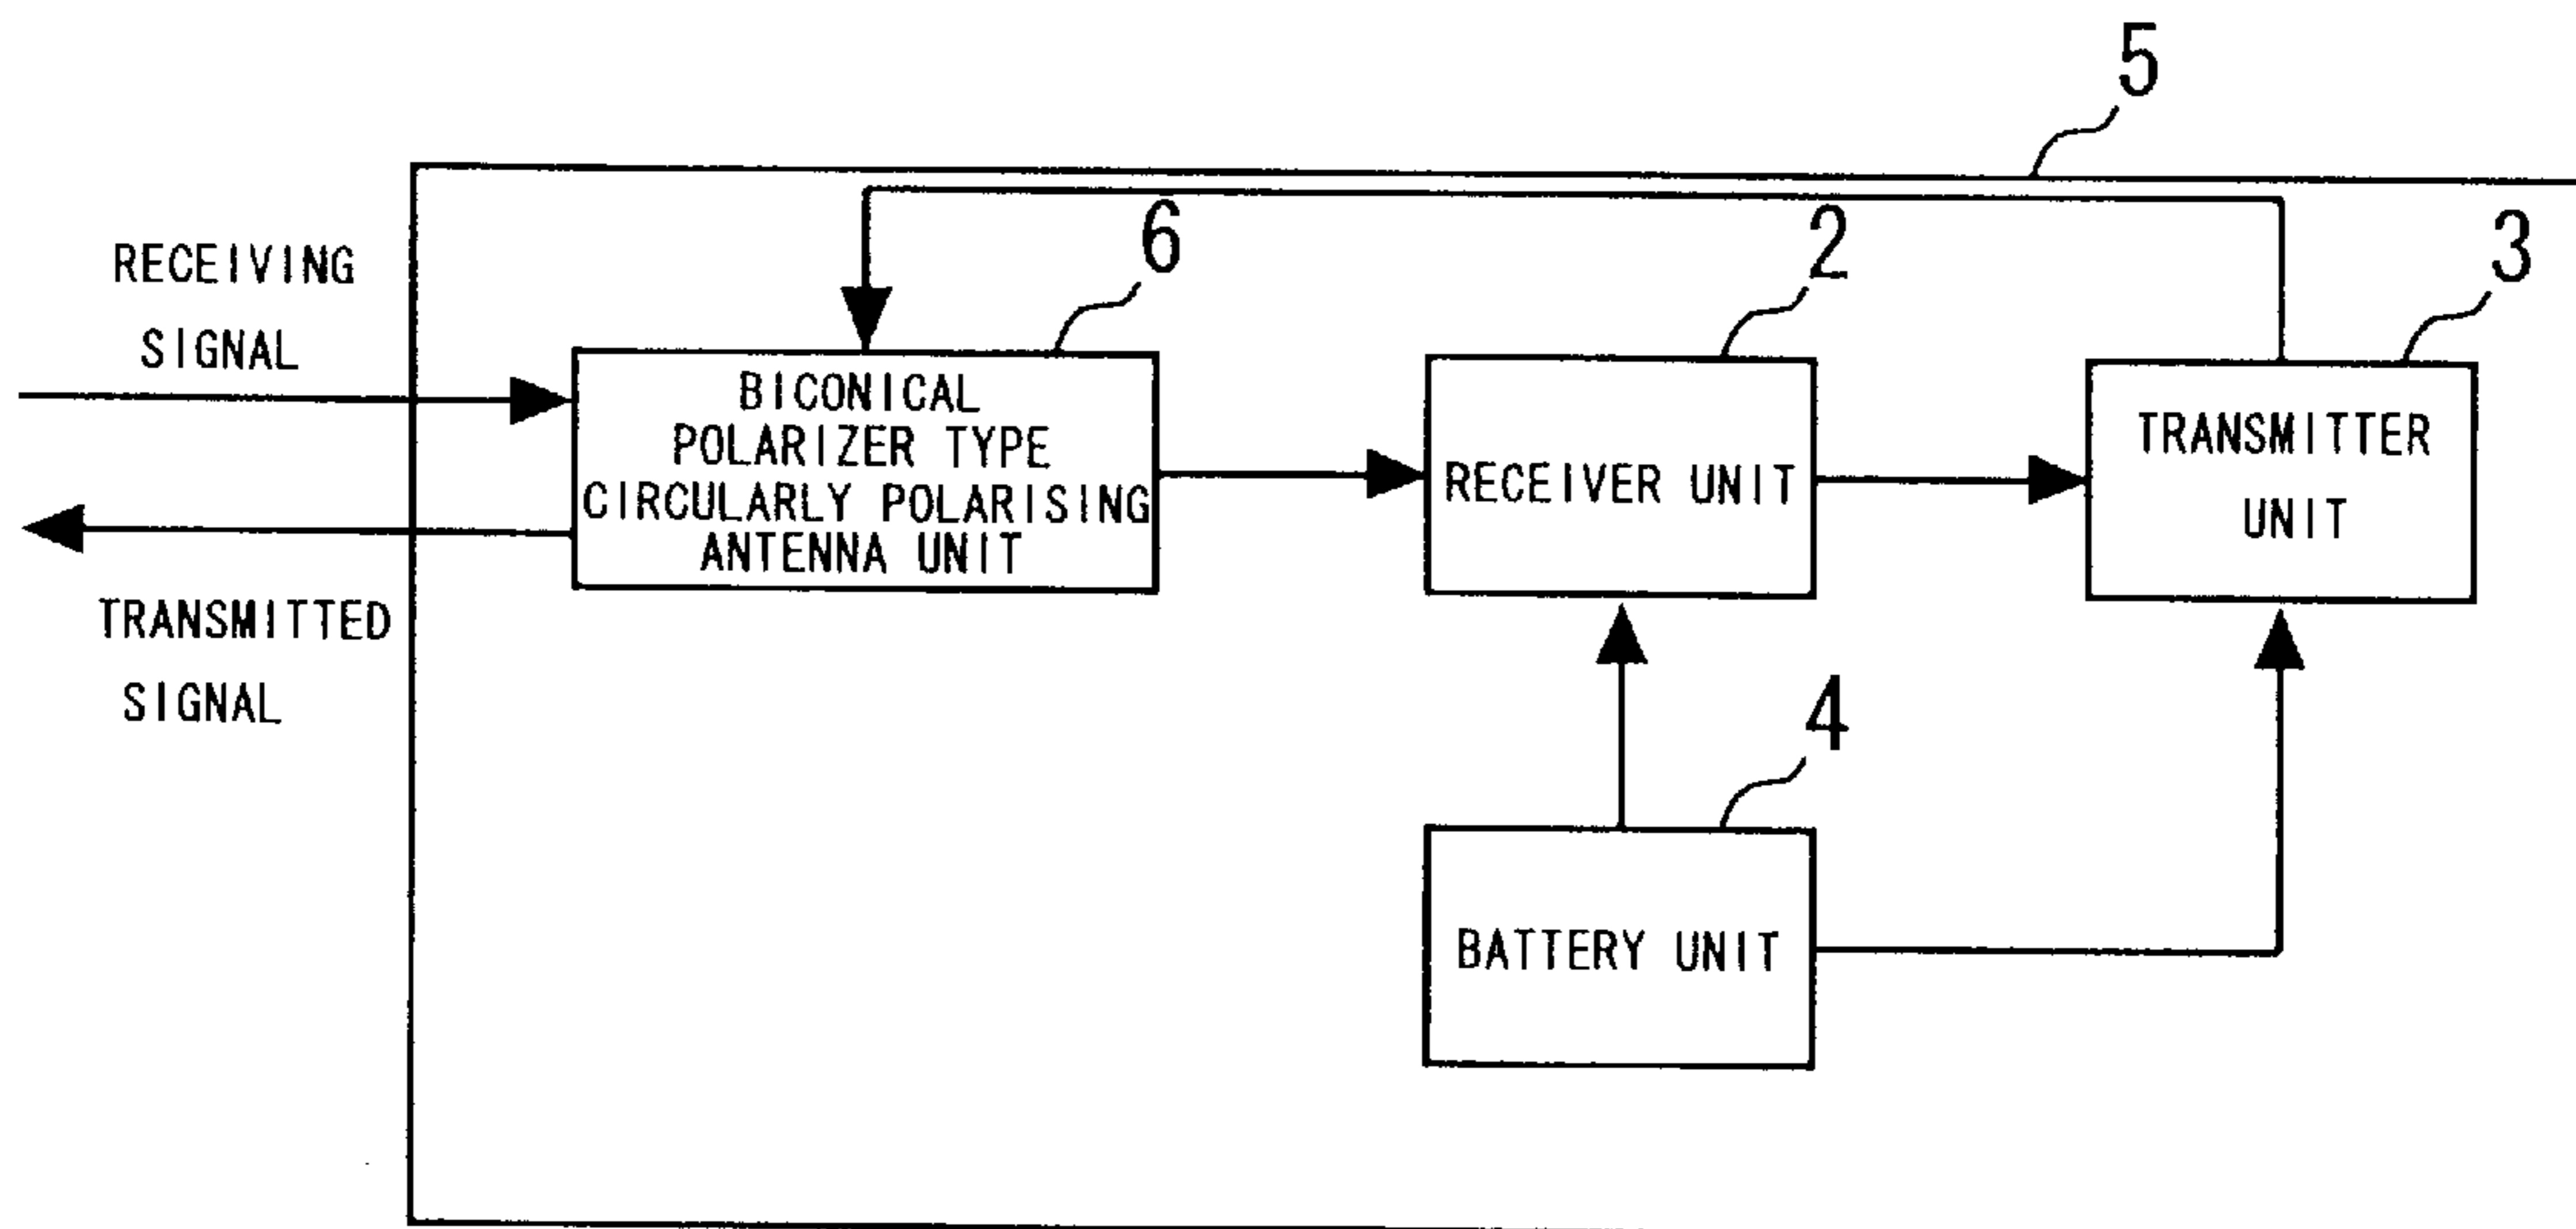 5
6
2
3
RECEIVING
SIGNAL
BICONICAL
POLARIZER TYPE
CIRCULARLY POLARISING
ANTENNA UNIT
RECEIVER UNIT
TRANSMITTER
UNIT
TRANSMITTED
SIGNAL
4
BATTERY UNIT